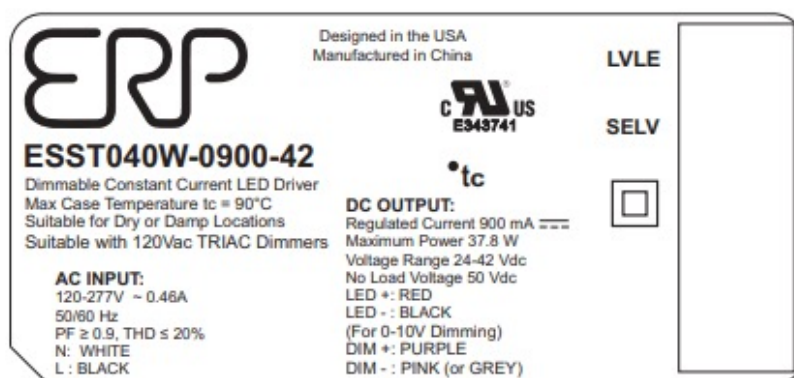 ERP
Designed in the USA
Manufactured in China
LVLE
C RU® US
E343741
SELV
ESST040W-0900-42
•tc
Dimmable Constant Current LED Driver
Max Case Temperature tc = 90°C
Suitable for Dry or Damp Locations
Suitable with 120Vac TRIAC Dimmers
AC INPUT:
120-277V ~ 0.46A
50/60 Hz
PF ≥ 0.9, THD ≤ 20%
N: WHITE
L : BLACK
DC OUTPUT:
Regulated Current 900 mA ⎓
Maximum Power 37.8 W
Voltage Range 24-42 Vdc
No Load Voltage 50 Vdc
LED +: RED
LED - : BLACK
(For 0-10V Dimming)
DIM +: PURPLE
DIM - : PINK (or GREY)